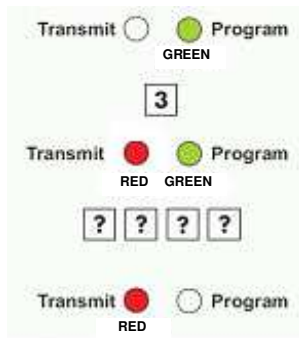 Transmit Program
GREEN
3
Transmit Program
RED GREEN
? ? ? ?
Transmit Program
RED